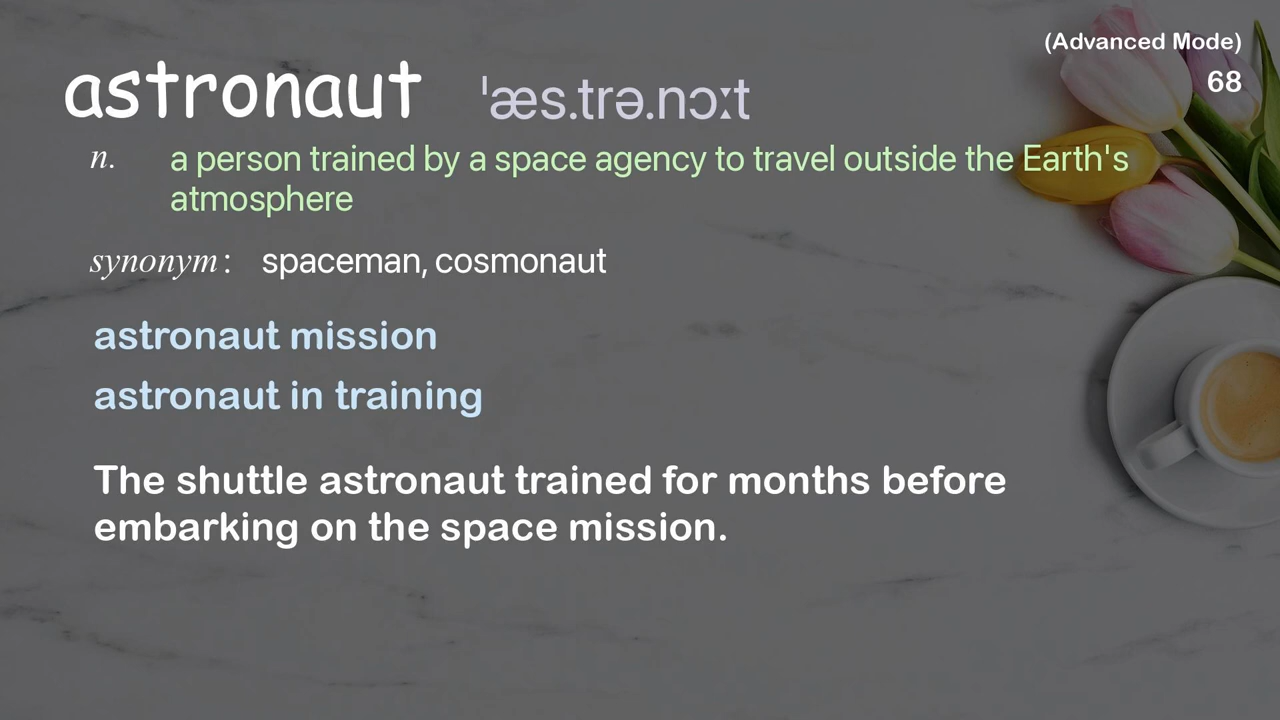 (Advanced Mode)
68
astronaut ˈæs.trə.nɔːt
n. a person trained by a space agency to travel outside the Earth's
atmosphere
synonym: spaceman, cosmonaut
astronaut mission
astronaut in training
The shuttle astronaut trained for months before
embarking on the space mission.